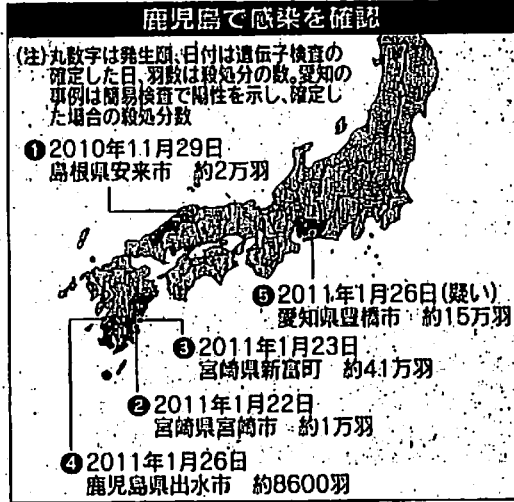 鹿児島で感染を確認
(注)丸数字は発生順、日付は遺伝子検査の
確定した日、羽数は殺処分の数。愛知の
事例は簡易検査で陽性を示し、確定し
た場合の殺処分数
❶2010年11月29日
島根県安来市 約2万羽
❺2011年1月26日(疑い)
愛知県豊橋市 約15万羽
❸2011年1月23日
宮崎県新富町 約41万羽
❷2011年1月22日
宮崎県宮崎市 約1万羽
❹2011年1月26日
鹿児島県出水市 約8600羽